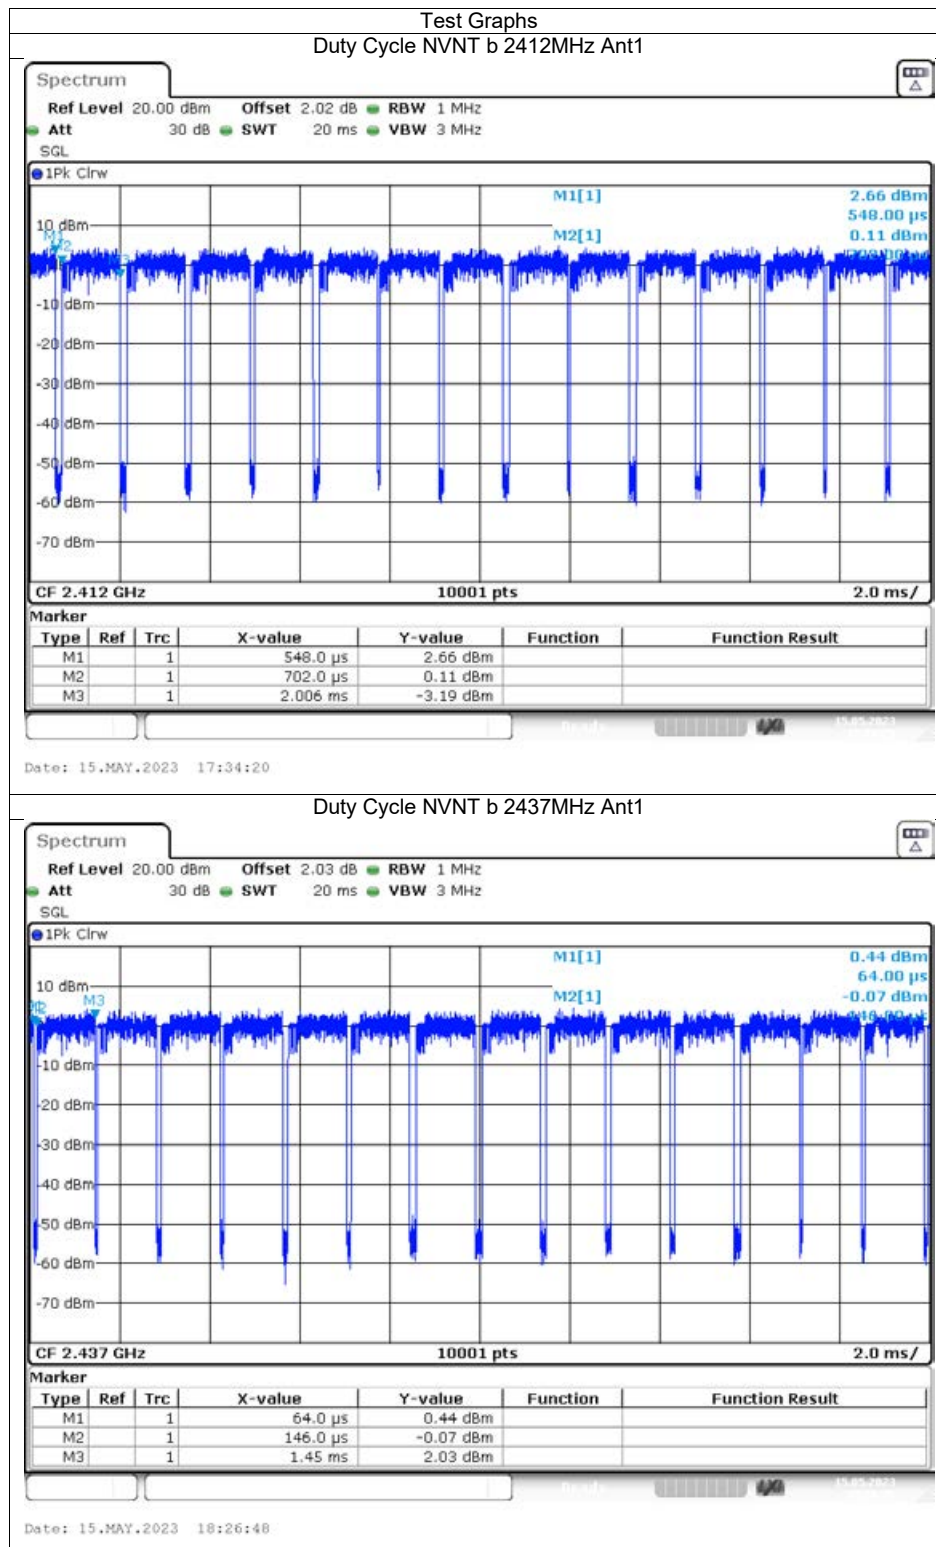 Test Graphs
Duty Cycle NVNT b 2412MHz Ant1
Spectrum
Ref Level 20.00 dBm Offset 2.02 dB RBW 1 MHz
Att 30 dB SWT 20 ms VBW 3 MHz
SGL
1Pk Clrw
M1[1] 2.66 dBm
548.00 µs
10 dBm
M2[1] 0.11 dBm
M1
-10 dBm
-20 dBm
-30 dBm
-40 dBm
-50 dBm
-60 dBm
-70 dBm
CF 2.412 GHz 10001 pts 2.0 ms/
Marker
Type Ref Trc X-value Y-value Function Function Result
M1 1 548.0 µs 2.66 dBm
M2 1 702.0 µs 0.11 dBm
M3 1 2.006 ms -3.19 dBm
Date: 15.MAY.2023 17:34:20
Duty Cycle NVNT b 2437MHz Ant1
Spectrum
Ref Level 20.00 dBm Offset 2.03 dB RBW 1 MHz
Att 30 dB SWT 20 ms VBW 3 MHz
SGL
1Pk Clrw
M1[1] 0.44 dBm
64.00 µs
10 dBm
M3 M2[1] -0.07 dBm
-10 dBm
-20 dBm
-30 dBm
-40 dBm
-50 dBm
-60 dBm
-70 dBm
CF 2.437 GHz 10001 pts 2.0 ms/
Marker
Type Ref Trc X-value Y-value Function Function Result
M1 1 64.0 µs 0.44 dBm
M2 1 146.0 µs -0.07 dBm
M3 1 1.45 ms 2.03 dBm
Date: 15.MAY.2023 18:26:48